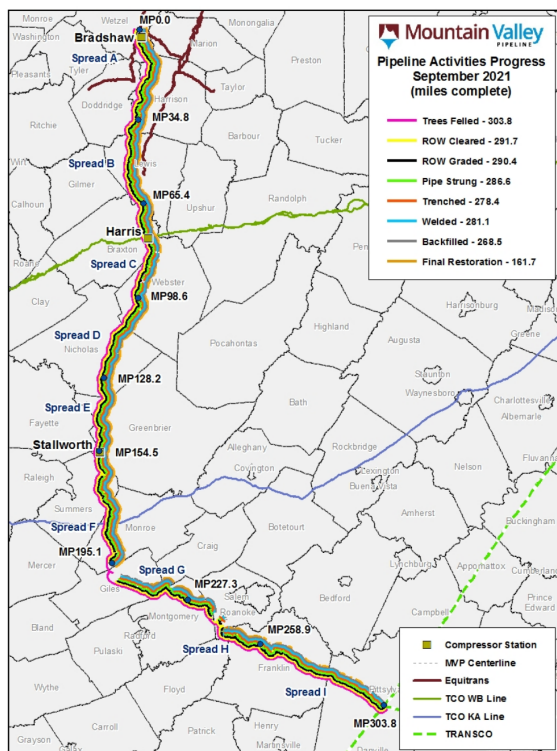 Mountain Valley
PIPELINE
Pipeline Activities Progress
September 2021
(miles complete)
Trees Felled - 303.8
ROW Cleared - 291.7
ROW Graded - 290.4
Pipe Strung - 286.6
Trenched - 278.4
Welded - 281.1
Backfilled - 268.5
Final Restoration - 161.7
Monroe
Wetzel
MP0.0
Monongalia
Washington
Bradshaw
Marion
Preston
Spread A
Tyler
Pleasants
Taylor
Doddridge
Harrison
MP34.8
Ritchie
Barbour
Tucker
Spread B
Lewis
Gilmer
MP65.4
Upshur
Randolph
Calhoun
Harris
Braxton
Spread C
Webster
Clay
MP98.6
Harrisonburg
Highland
Augusta
Greene
Spread D
Nicholas
Pocahontas
Staunton
Waynesboro
MP128.2
Charlottesville
Albemarle
Bath
Spread E
Fayette
Greenbrier
Rockbridge
Nelson
Stallworth
MP154.5
Alleghany
Covington
Lexington
Buena Vista
Fluvanna
Raleigh
Summers
Amherst
Buckingham
Spread F
Monroe
Botetourt
MP195.1
Craig
Mercer
Lynchburg
Appomattox
Cumberland
Spread G
Giles
MP227.3
Salem
Roanoke
Bedford
Campbell
Prince
Edward
Bland
Montgomery
Radford
MP258.9
Pulaski
Spread H
Franklin
Wythe
Floyd
Spread I
Pittsylv
Carroll
Henry
MP303.8
Grayson
Galax
Patrick
Martinsville
Danville
Compressor Station
MVP Centerline
Equitrans
TCO WB Line
TCO KA Line
TRANSCO